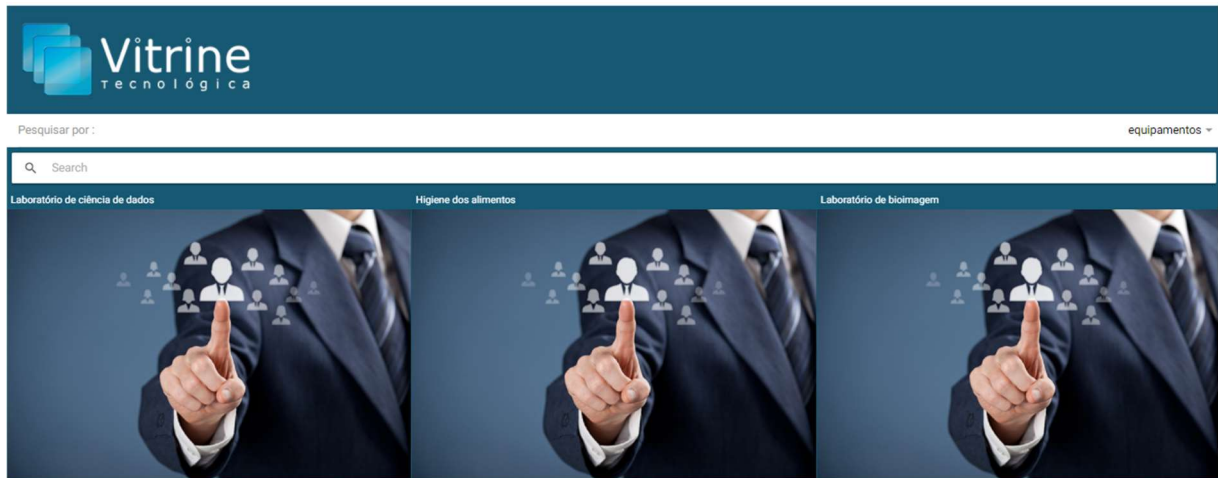 Vitrine
Tecnológica
Pesquisar por :
equipamentos
Search
Laboratório de ciência de dados
Higiene dos alimentos
Laboratório de bioimagem